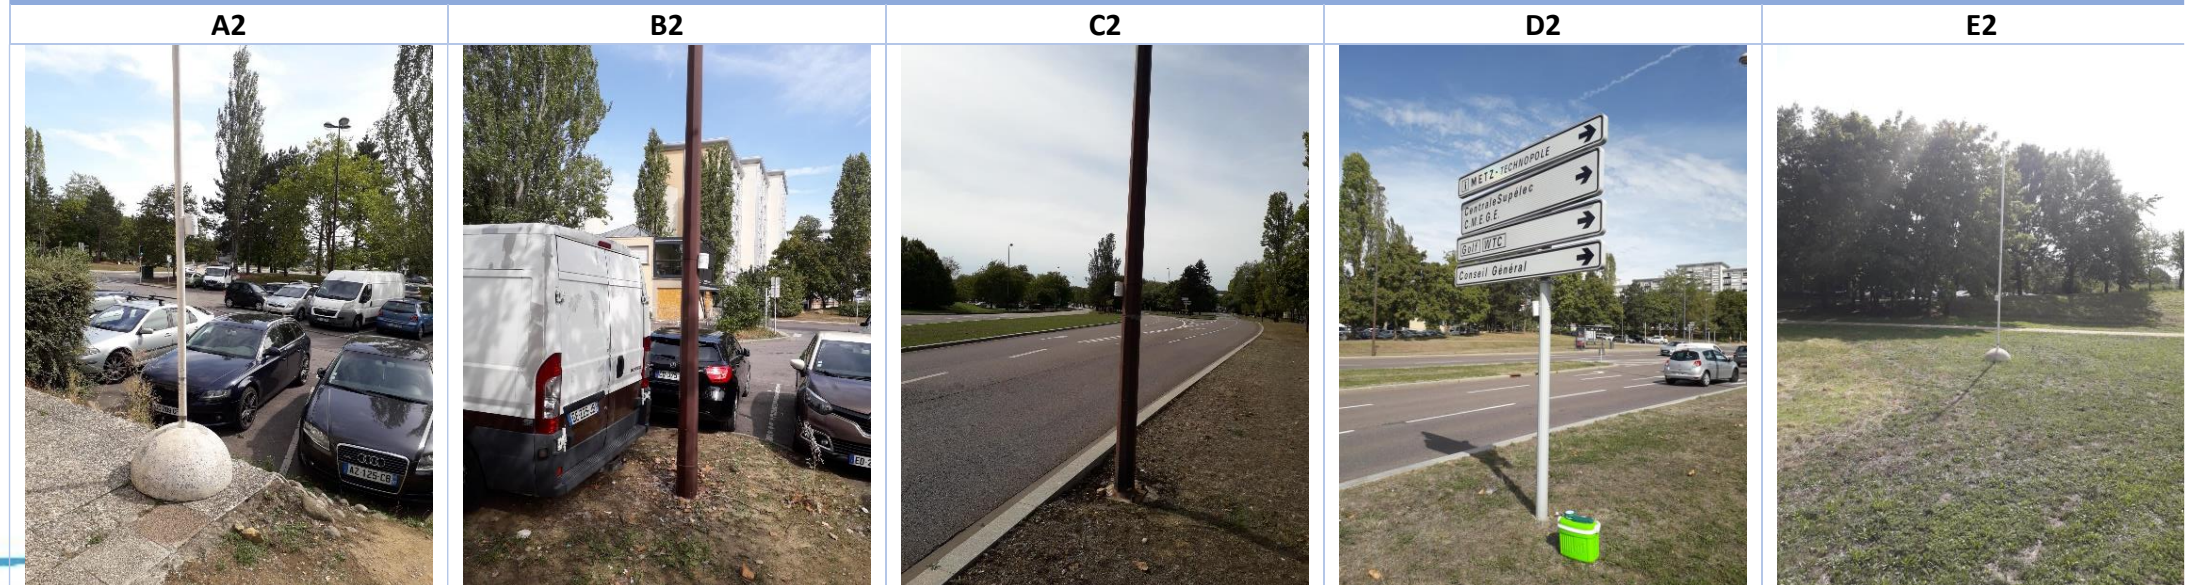 A2
B2
C2
D2
E2
METZ-TECHNOPOLE
CentraleSupélec
C.M.E.G.E.
Golf WTC
Conseil Général
AZ 125-CB